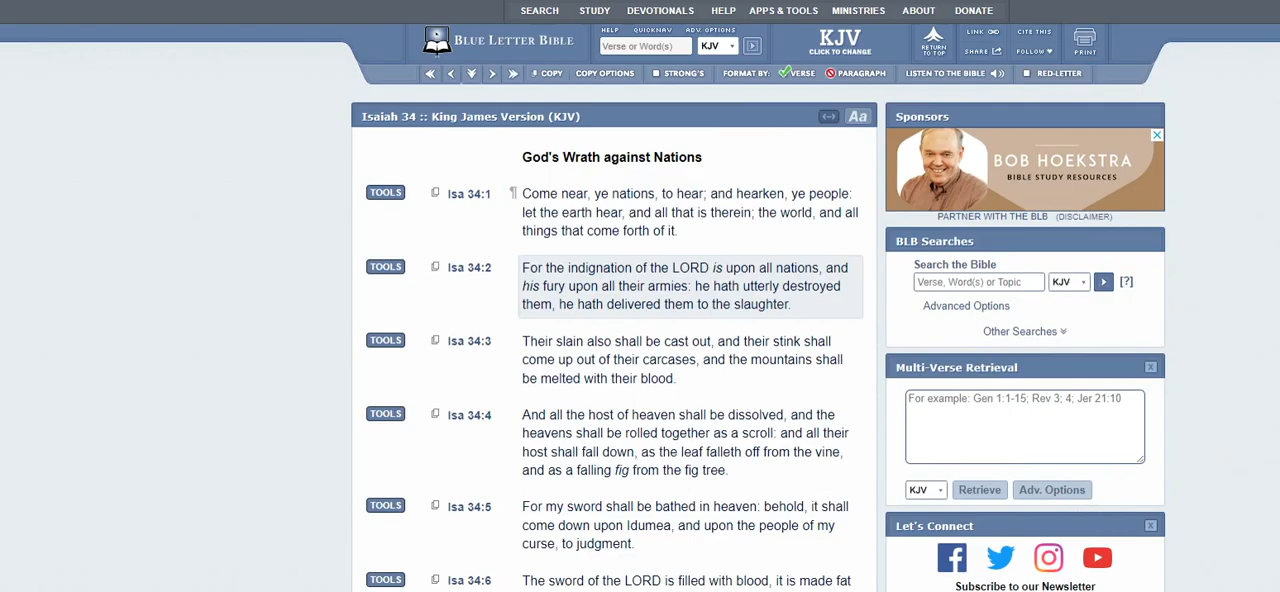 SEARCH STUDY DEVOTIONALS HELP APPS & TOOLS MINISTRIES ABOUT DONATE
BLUE LETTER BIBLE
HELP QUICKNAV ADV. OPTIONS
Verse or Word(s) KJV
KJV
CLICK TO CHANGE
RETURN TO TOP
LINK CITE THIS
SHARE FOLLOW
PRINT
COPY COPY OPTIONS STRONG'S FORMAT BY: VERSE PARAGRAPH LISTEN TO THE BIBLE RED-LETTER
Isaiah 34 :: King James Version (KJV) Aa
God's Wrath against Nations
TOOLS Isa 34:1 ¶ Come near, ye nations, to hear; and hearken, ye people:
let the earth hear, and all that is therein; the world, and all
things that come forth of it.
TOOLS Isa 34:2 For the indignation of the LORD is upon all nations, and
his fury upon all their armies: he hath utterly destroyed
them, he hath delivered them to the slaughter.
TOOLS Isa 34:3 Their slain also shall be cast out, and their stink shall
come up out of their carcases, and the mountains shall
be melted with their blood.
TOOLS Isa 34:4 And all the host of heaven shall be dissolved, and the
heavens shall be rolled together as a scroll: and all their
host shall fall down, as the leaf falleth off from the vine,
and as a falling fig from the fig tree.
TOOLS Isa 34:5 For my sword shall be bathed in heaven: behold, it shall
come down upon Idumea, and upon the people of my
curse, to judgment.
TOOLS Isa 34:6 The sword of the LORD is filled with blood, it is made fat
Sponsors
BOB HOEKSTRA
BIBLE STUDY RESOURCES
PARTNER WITH THE BLB (DISCLAIMER)
BLB Searches
Search the Bible
Verse, Word(s) or Topic KJV [?]
Advanced Options
Other Searches
Multi-Verse Retrieval X
For example: Gen 1:1-15; Rev 3; 4; Jer 21:10
KJV Retrieve Adv. Options
Let's Connect X
Subscribe to our Newsletter